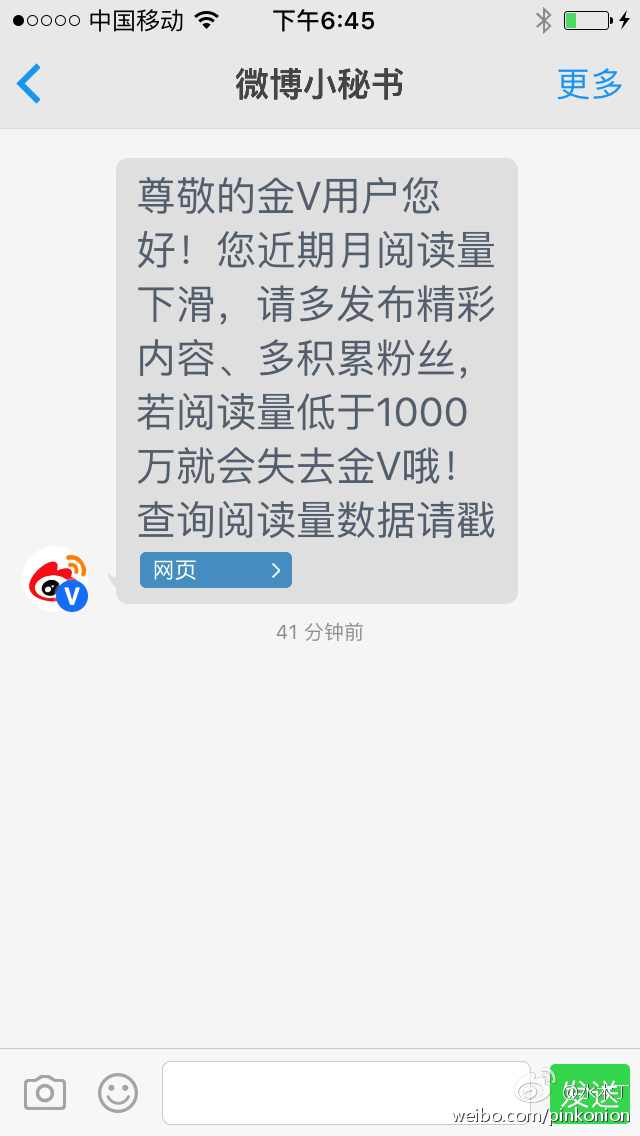 中国移动
下午6:45
微博小秘书
更多
尊敬的金V用户您
好！您近期月阅读量
下滑，请多发布精彩
内容、多积累粉丝，
若阅读量低于1000
万就会失去金V哦！
查询阅读量数据请戳
网页
V
41 分钟前
发送
weibo.com/pinkonion